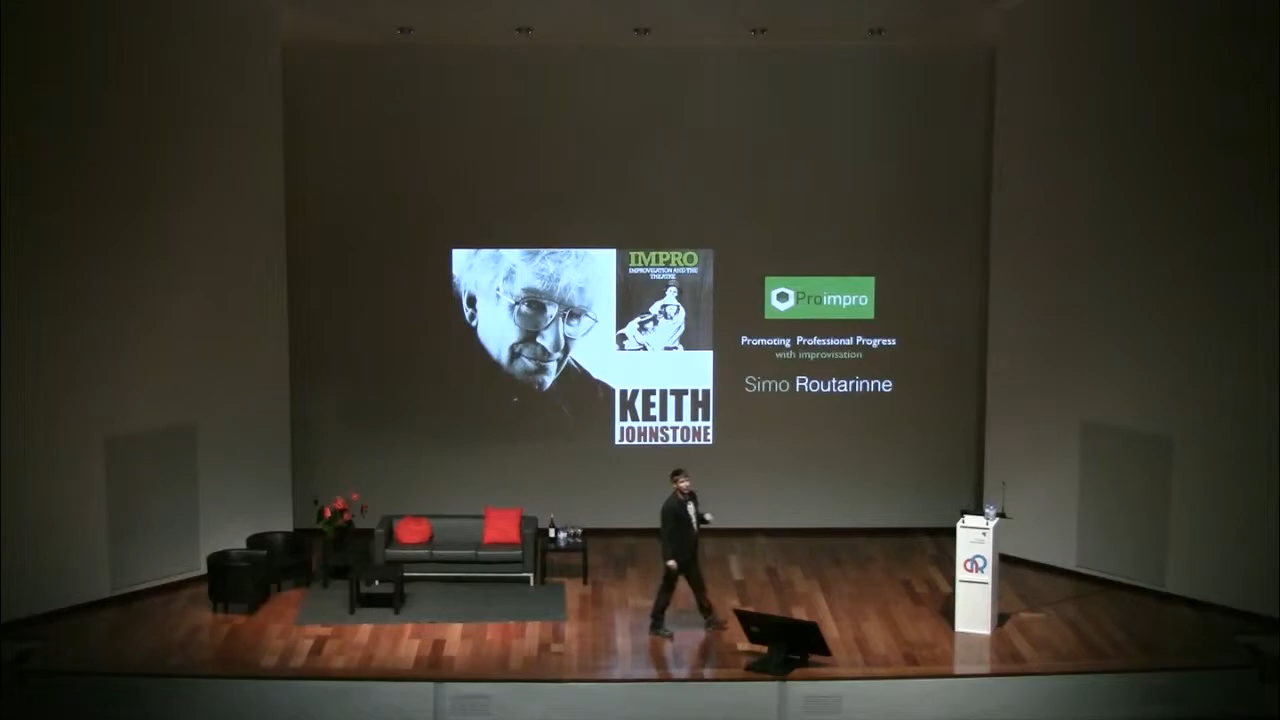 IMPRO
IMPROVISATION AND THE
THEATRE
KEITH
JOHNSTONE
Proimpro
Promoting Professional Progress
with improvisation
Simo Routarinne